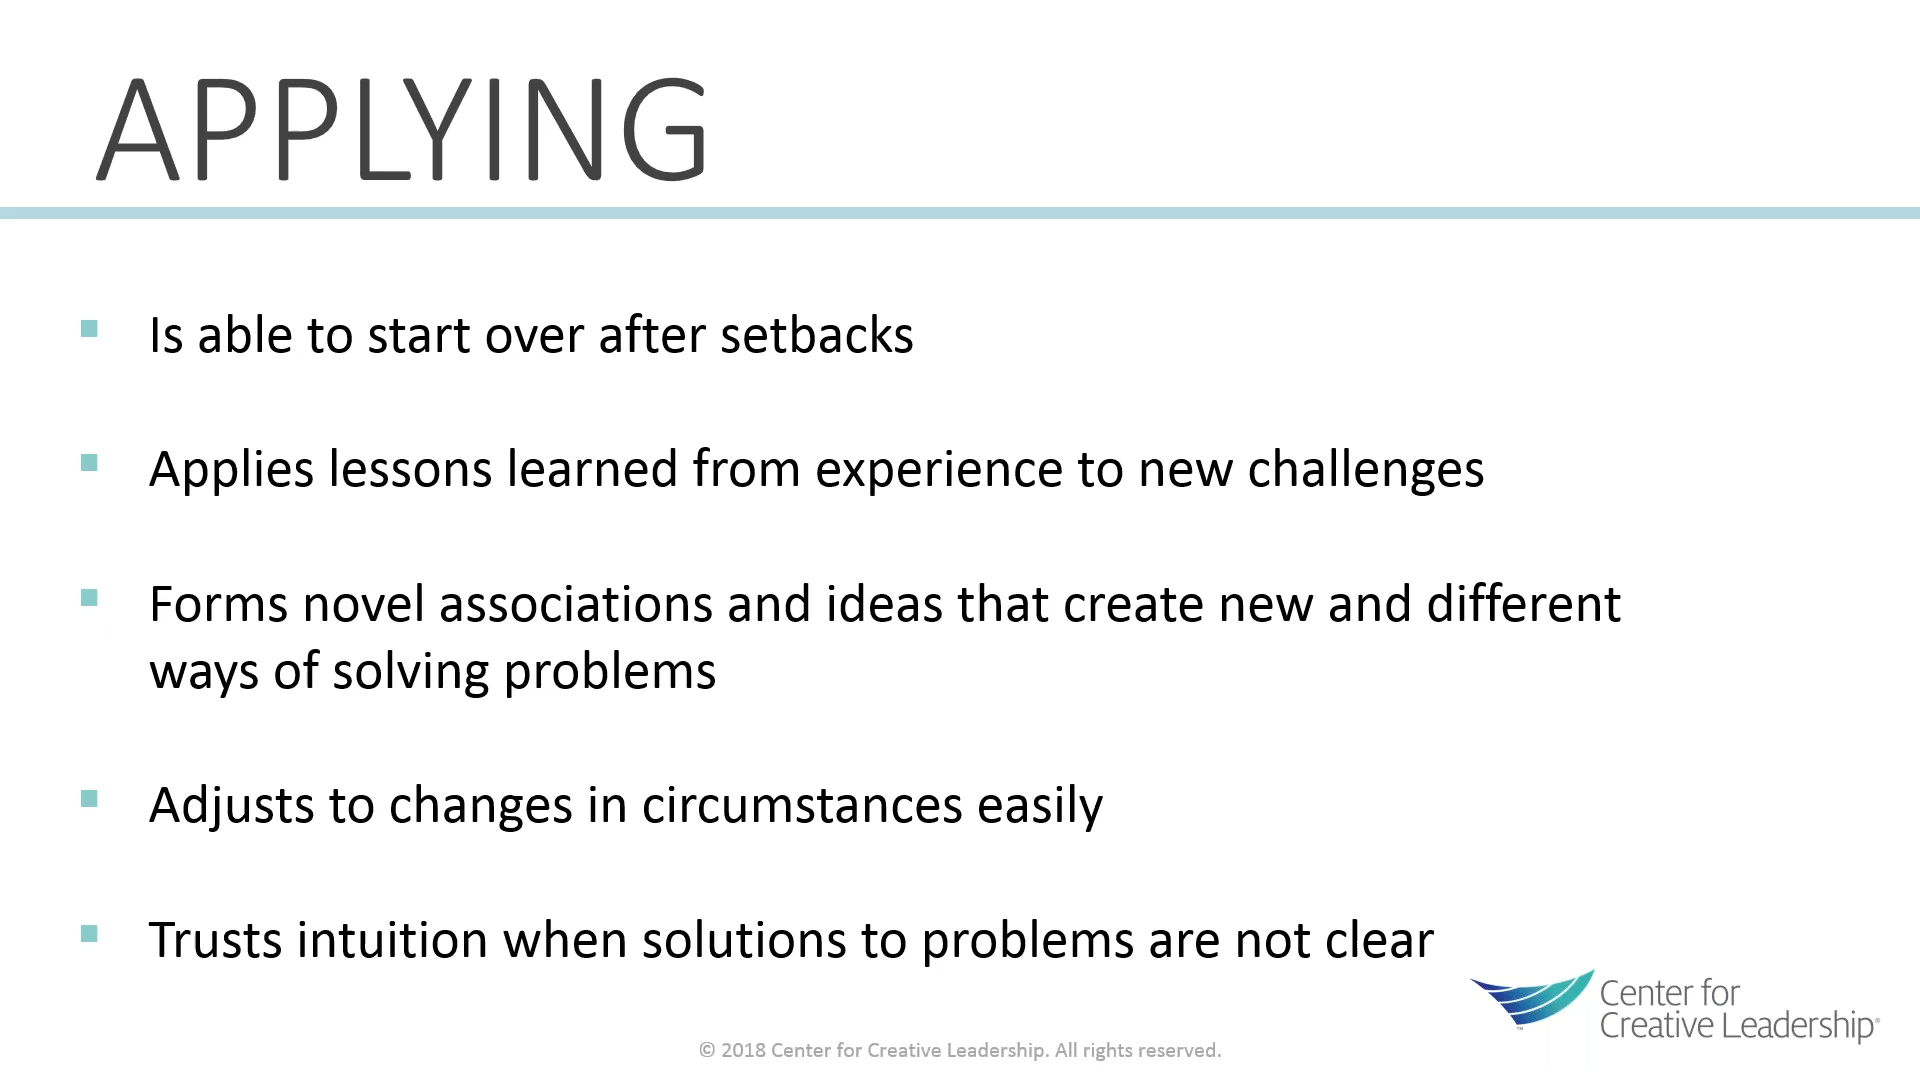 APPLYING
▪ Is able to start over after setbacks
▪ Applies lessons learned from experience to new challenges
▪ Forms novel associations and ideas that create new and different
ways of solving problems
▪ Adjusts to changes in circumstances easily
▪ Trusts intuition when solutions to problems are not clear
™
Center for
Creative Leadership®
© 2018 Center for Creative Leadership. All rights reserved.